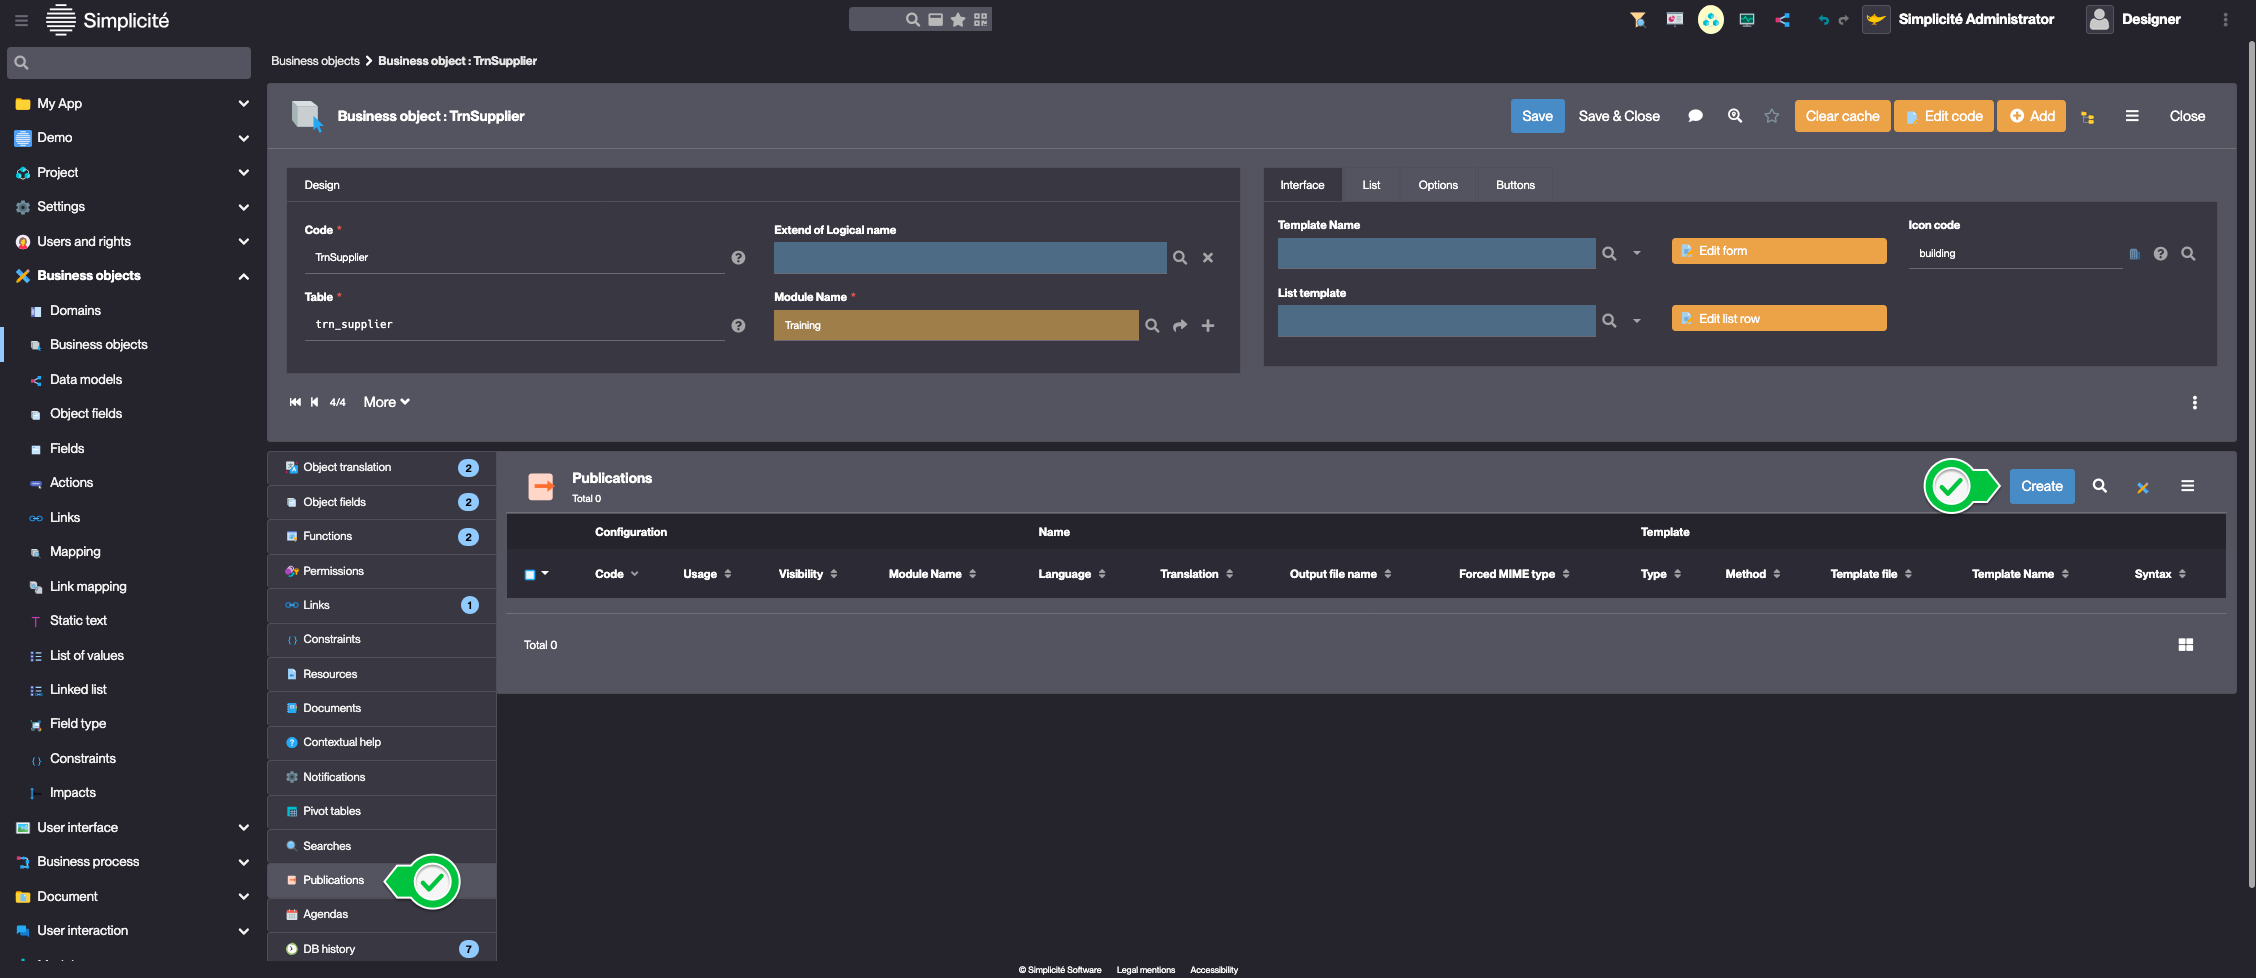 Simplicité
Simplicité Administrator
Designer
Business objects
Business object : TrnSupplier
My App
Demo
Project
Settings
Users and rights
Business objects
Domains
Business objects
Data models
Object fields
Fields
Actions
Links
Mapping
Link mapping
Static text
List of values
Linked list
Field type
Constraints
Impacts
User interface
Business process
Document
User interaction
Business object : TrnSupplier
Save
Save & Close
Clear cache
Edit code
Add
Close
Design
Code *
TrnSupplier
Extend of Logical name
Table *
trn_supplier
Module Name *
Training
Interface
List
Options
Buttons
Template Name
Edit form
Icon code
building
List template
Edit list row
4/4
More
Object translation 2
Object fields 2
Functions 2
Permissions
Links 1
Constraints
Resources
Documents
Contextual help
Notifications
Pivot tables
Searches
Publications
Agendas
DB history 7
Publications
Total 0
Create
Configuration
Name
Template
Code
Usage
Visibility
Module Name
Language
Translation
Output file name
Forced MIME type
Type
Method
Template file
Template Name
Syntax
Total 0
© Simplicité Software
Legal mentions
Accessibility